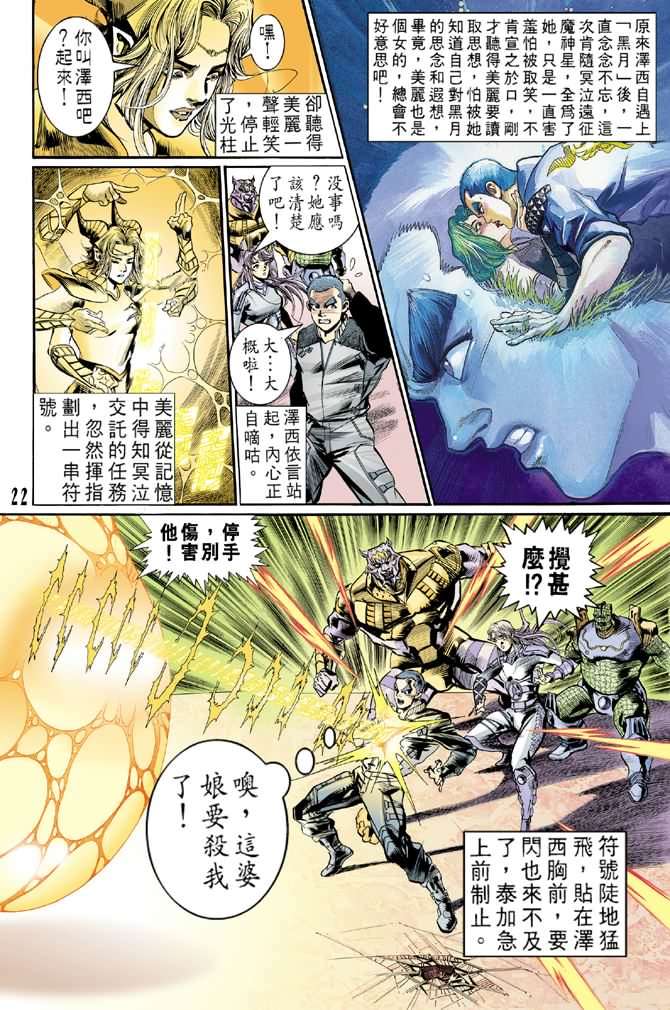 原來澤西自遇上
「黑月」後，一
直念念不忘，這
次肯隨冥泣遠征
魔神星，全爲了
她，只是一直害
羞怕被取笑，不
肯宣之於口，剛
才聽得美麗要讀
取思想，怕被她
知道自己對黑月
的思念和遐想，
畢竟，美麗也是
個女的，總會不
好意思吧！
嘿！
你叫澤西吧
？起來！
卻聽得
美麗一
聲輕笑
，停止
了光柱
沒事嗎
？她應
該清楚
了吧！
大…大
概啦！
澤西依言站
起，內心正
自嘀咕。
美麗從記憶
中得知冥泣
交託的任務
，忽然揮指
劃出一串符
號。
22
攪甚
麼!?
停手
，別
傷害
他！
噢，這婆
娘要殺我
了！
符號陡地猛
飛，貼在澤
西胸前，要
閃也來不及
了，泰加急
上前制止。